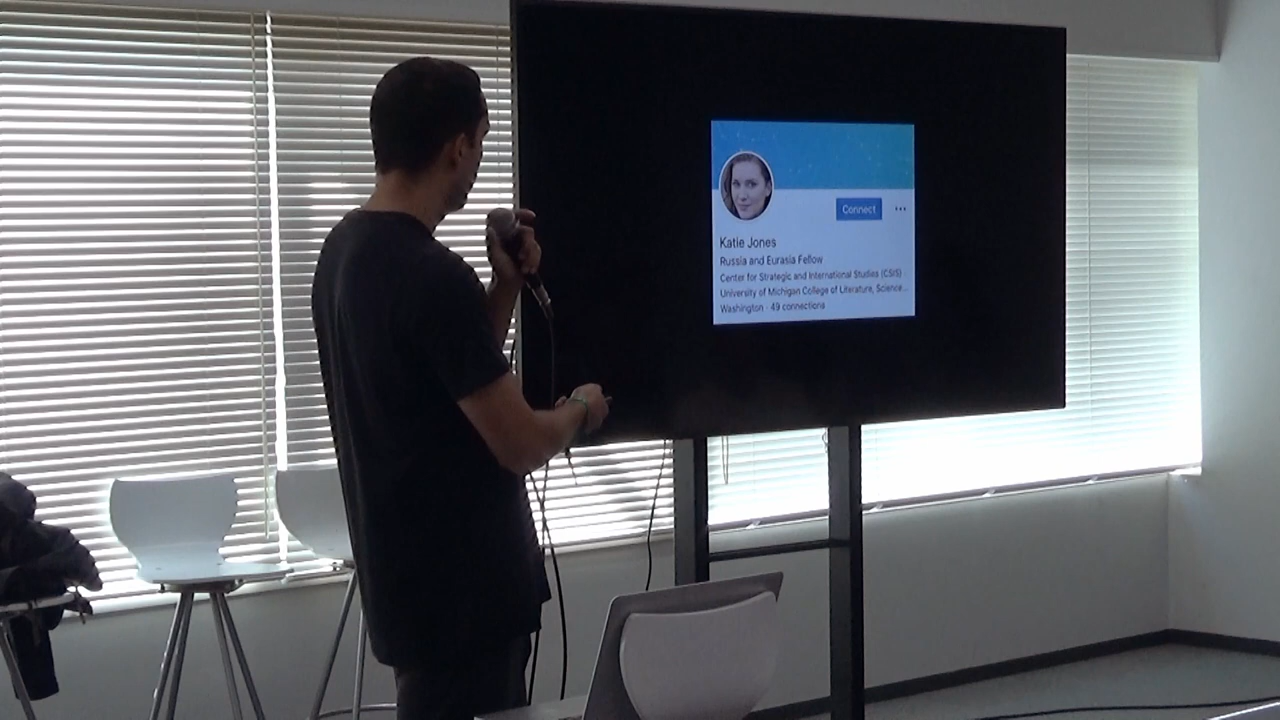 Connect
Katie Jones
Russia and Eurasia Fellow
Center for Strategic and International Studies (CSIS) ·
University of Michigan College of Literature, Science...
Washington · 49 connections